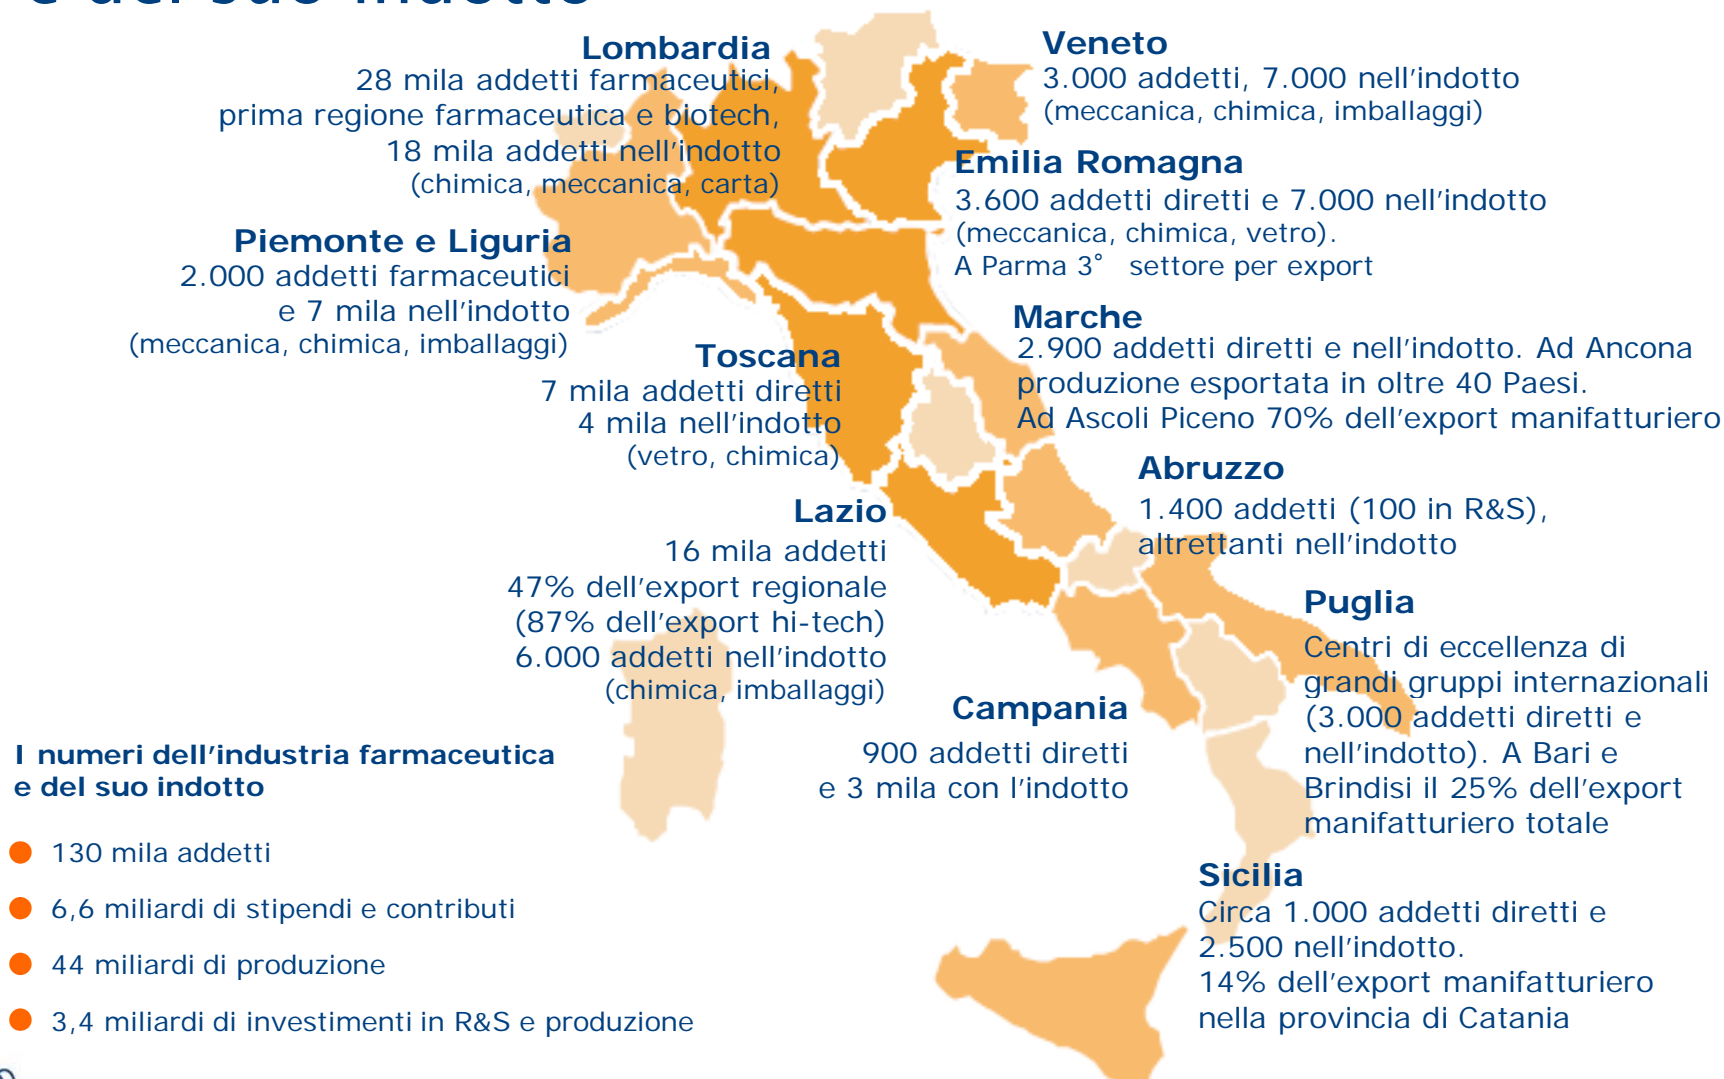 e del suo indotto
Lombardia
28 mila addetti farmaceutici,
prima regione farmaceutica e biotech,
18 mila addetti nell'indotto
(chimica, meccanica, carta)
Veneto
3.000 addetti, 7.000 nell'indotto
(meccanica, chimica, imballaggi)
Emilia Romagna
3.600 addetti diretti e 7.000 nell'indotto
(meccanica, chimica, vetro).
A Parma 3° settore per export
Piemonte e Liguria
2.000 addetti farmaceutici
e 7 mila nell'indotto
(meccanica, chimica, imballaggi)
Marche
2.900 addetti diretti e nell'indotto. Ad Ancona
produzione esportata in oltre 40 Paesi.
Ad Ascoli Piceno 70% dell'export manifatturiero
Toscana
7 mila addetti diretti
4 mila nell'indotto
(vetro, chimica)
Abruzzo
1.400 addetti (100 in R&S),
altrettanti nell'indotto
Lazio
16 mila addetti
47% dell'export regionale
(87% dell'export hi-tech)
6.000 addetti nell'indotto
(chimica, imballaggi)
Puglia
Centri di eccellenza di
grandi gruppi internazionali
(3.000 addetti diretti e
nell'indotto). A Bari e
Brindisi il 25% dell'export
manifatturiero totale
Campania
900 addetti diretti
e 3 mila con l'indotto
Sicilia
Circa 1.000 addetti diretti e
2.500 nell'indotto.
14% dell'export manifatturiero
nella provincia di Catania
I numeri dell'industria farmaceutica
e del suo indotto
130 mila addetti
6,6 miliardi di stipendi e contributi
44 miliardi di produzione
3,4 miliardi di investimenti in R&S e produzione